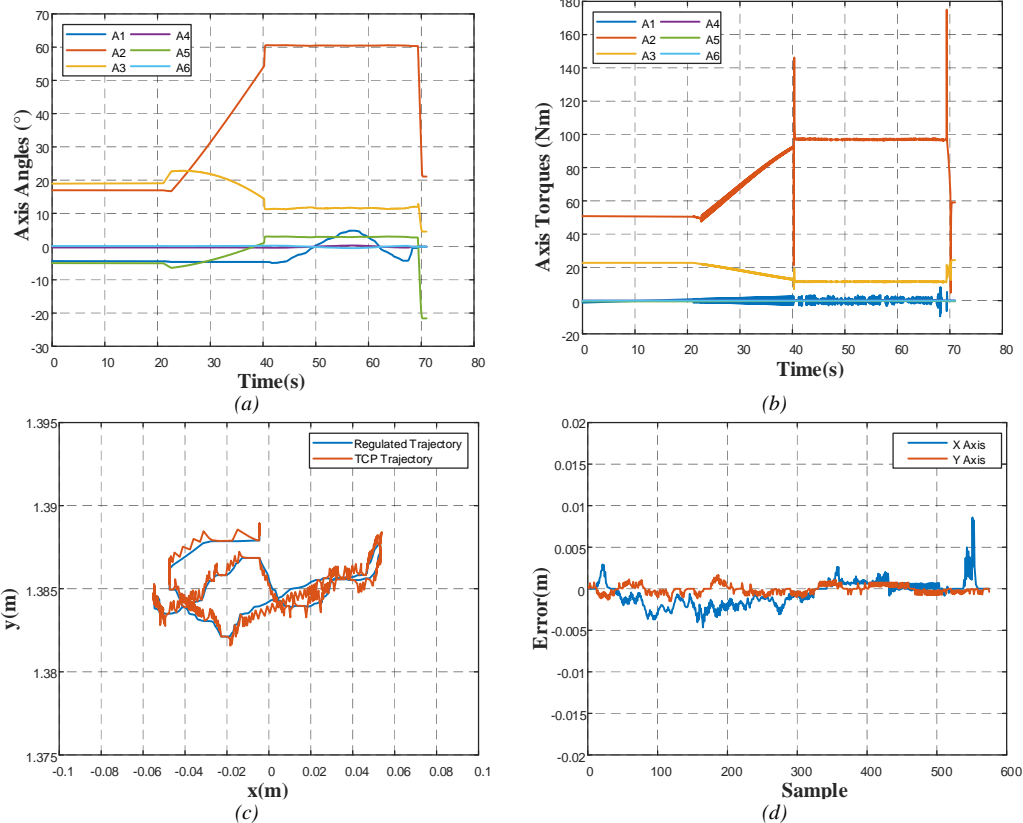 70
60
50
40
30
20
10
0
-10
-20
-30
Axis Angles (°)
A1 A4
A2 A5
A3 A6
0 10 20 30 40 50 60 70 80
Time(s)
(a)
180
160
140
120
100
80
60
40
20
0
-20
Axis Torques (Nm)
A1 A4
A2 A5
A3 A6
0 10 20 30 40 50 60 70 80
Time(s)
(b)
1.395
1.39
1.385
1.38
1.375
y(m)
Regulated Trajectory
TCP Trajectory
-0.1 -0.08 -0.06 -0.04 -0.02 0 0.02 0.04 0.06 0.08 0.1
x(m)
(c)
0.02
0.015
0.01
0.005
0
-0.005
-0.01
-0.015
-0.02
Error(m)
X Axis
Y Axis
0 100 200 300 400 500 600
Sample
(d)